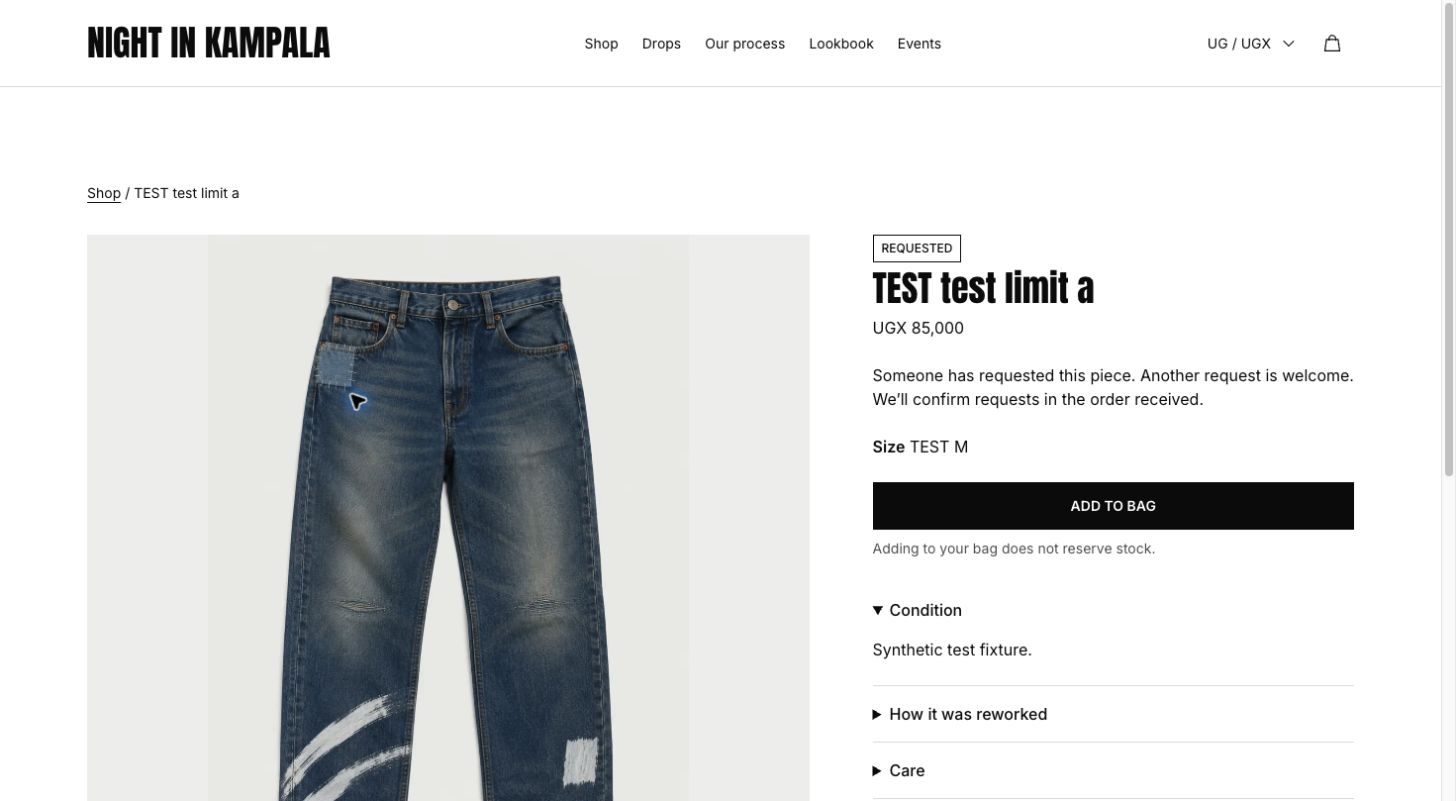 NIGHT IN KAMPALA
Shop
Drops
Our process
Lookbook
Events
UG / UGX
Shop / TEST test limit a
REQUESTED
TEST test limit a
UGX 85,000
Someone has requested this piece. Another request is welcome.
We’ll confirm requests in the order received.
Size TEST M
ADD TO BAG
Adding to your bag does not reserve stock.
Condition
Synthetic test fixture.
How it was reworked
Care